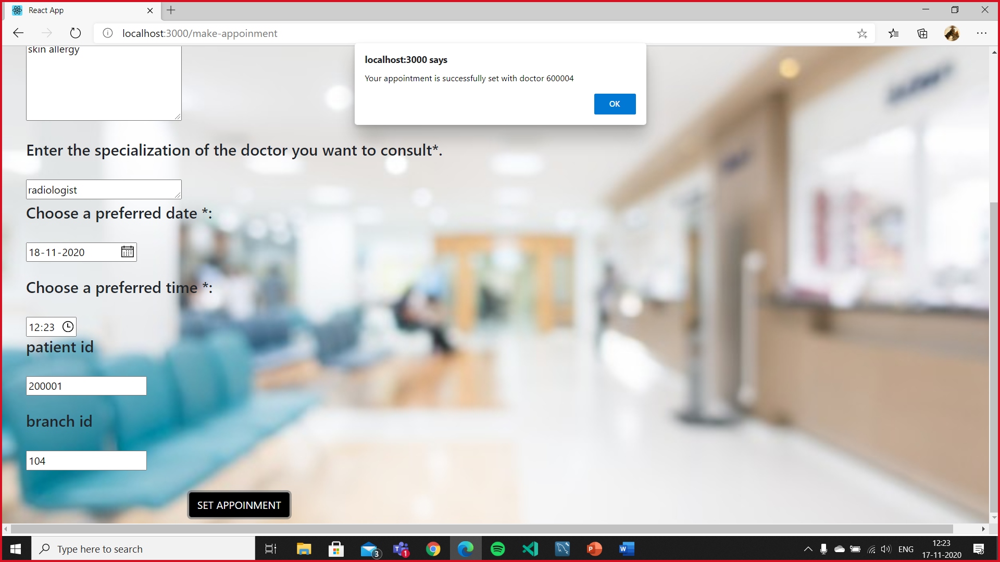 React App
localhost:3000/make-appoinment
skin allergy
localhost:3000 says
Your appointment is successfully set with doctor 600004
OK
Enter the specialization of the doctor you want to consult*.
radiologist
Choose a preferred date *:
18-11-2020
Choose a preferred time *:
12:23
patient id
200001
branch id
104
SET APPOINMENT
Type here to search
3
1
ENG
12:23
17-11-2020